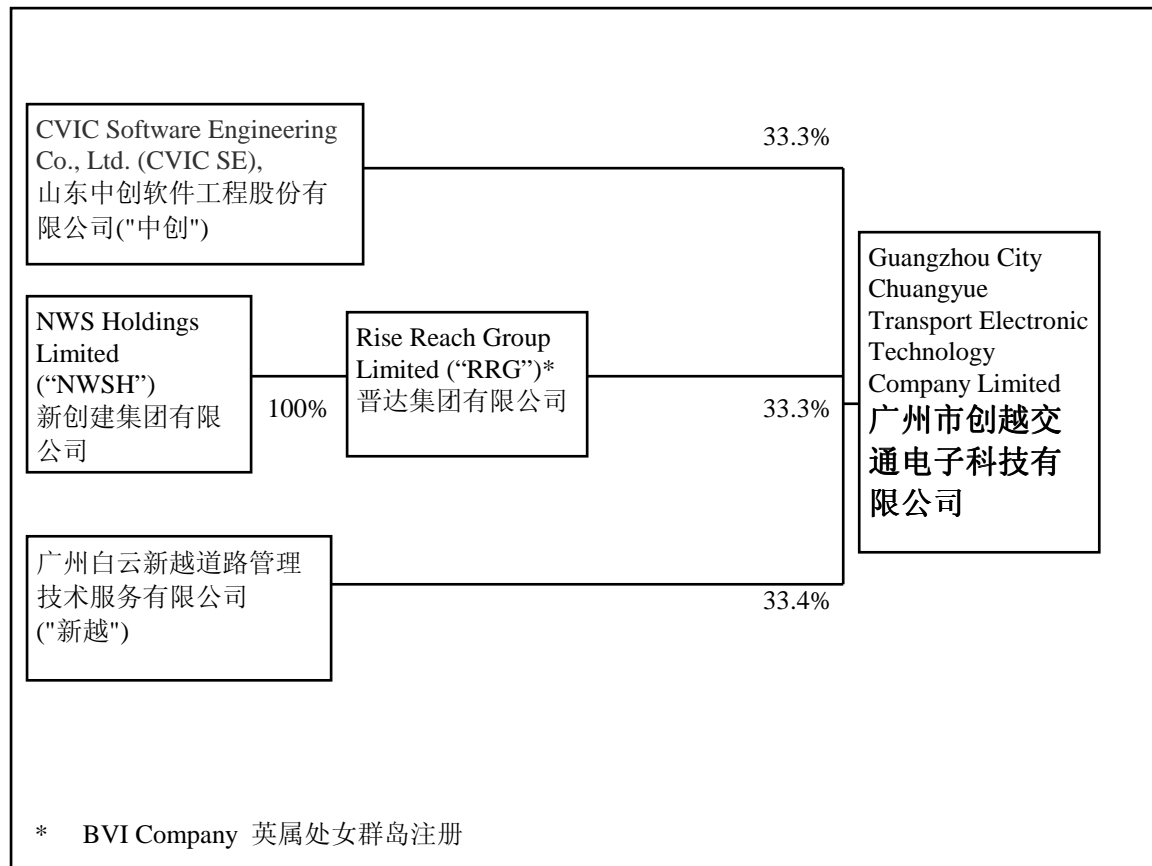 CVIC Software Engineering
Co., Ltd. (CVIC SE),
山东中创软件工程股份有
限公司("中创")
33.3%
NWS Holdings
Limited
(“NWSH”)
新创建集团有限
公司
100%
Rise Reach Group
Limited (“RRG”)*
晋达集团有限公司
33.3%
广州白云新越道路管理
技术服务有限公司
("新越")
33.4%
Guangzhou City
Chuangyue
Transport Electronic
Technology
Company Limited
广州市创越交
通电子科技有
限公司
* BVI Company 英属处女群岛注册